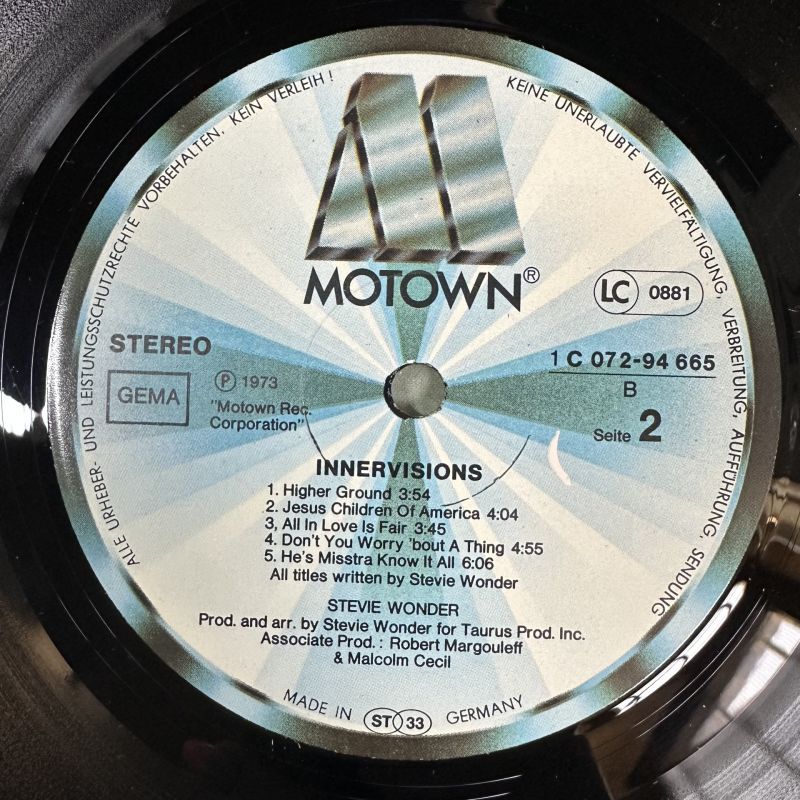 ALLE URHEBER- UND LEISTUNGSSCHUTZRECHTE VORBEHALTEN. KEIN VERLEIH! KEINE UNERLAUBTE VERVIELFÄLTIGUNG, VERBREITUNG, AUFFÜHRUNG, SENDUNG
MOTOWN®
LC 0881
STEREO
GEMA
Ⓟ 1973
"Motown Rec.
Corporation"
1 C 072-94 665
B
Seite 2
INNERVISIONS
1. Higher Ground 3:54
2. Jesus Children Of America 4:04
3, All In Love Is Fair 3:45
4. Don't You Worry 'bout A Thing 4:55
5. He's Misstra Know It All 6:06
All titles written by Stevie Wonder
STEVIE WONDER
Prod. and arr. by Stevie Wonder for Taurus Prod. Inc.
Associate Prod.: Robert Margouleff
& Malcolm Cecil
MADE IN ST 33 GERMANY